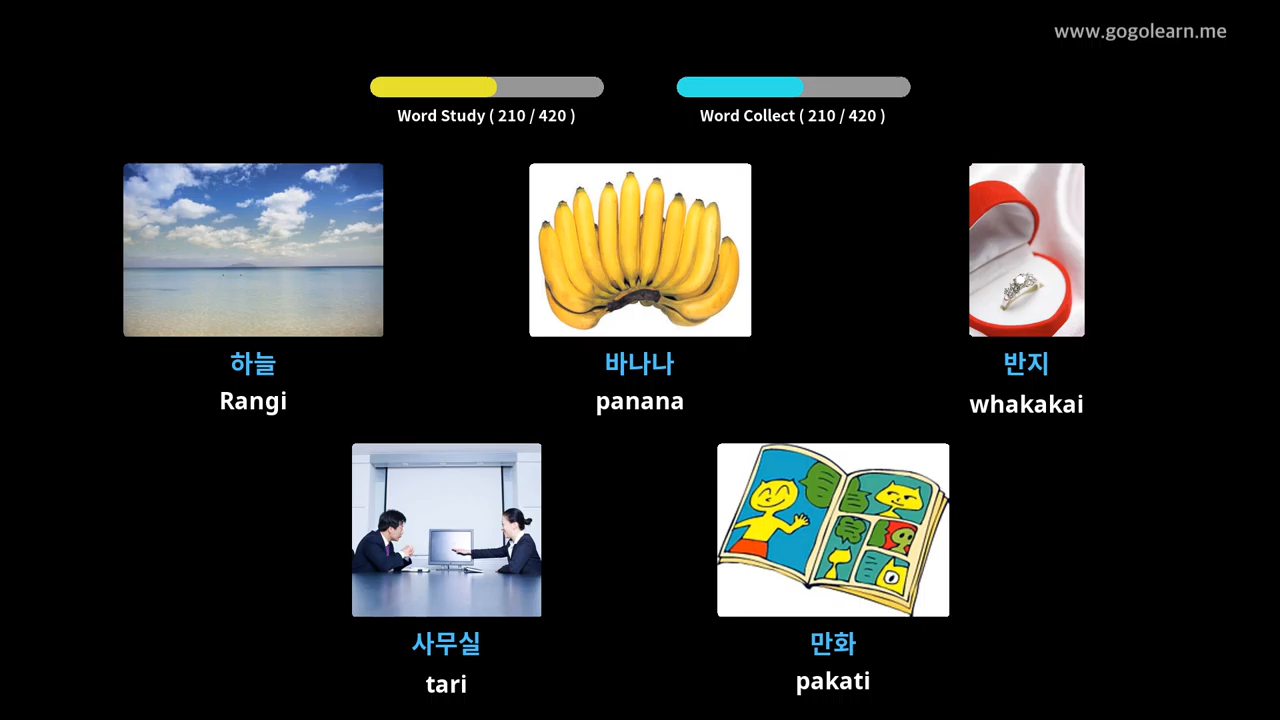 www.gogolearn.me
Word Study ( 210 / 420 )
Word Collect ( 210 / 420 )
하늘
Rangi
바나나
panana
반지
whakakai
사무실
tari
만화
pakati